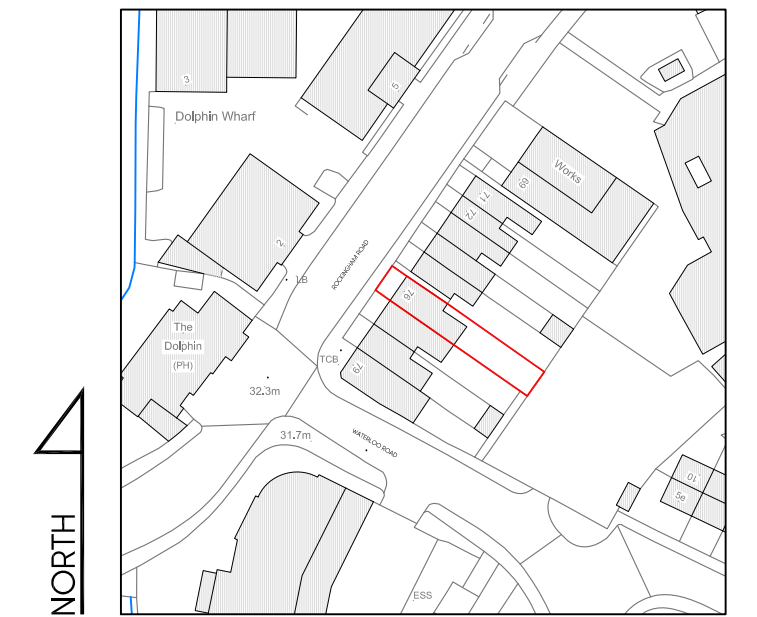 3
5
Dolphin Wharf
Works
69
71
72
2
ROCKINGHAM ROAD
LB
76
The
Dolphin
(PH)
TCB
79
32.3m
31.7m
WATERLOO ROAD
10
5e
ESS
NORTH